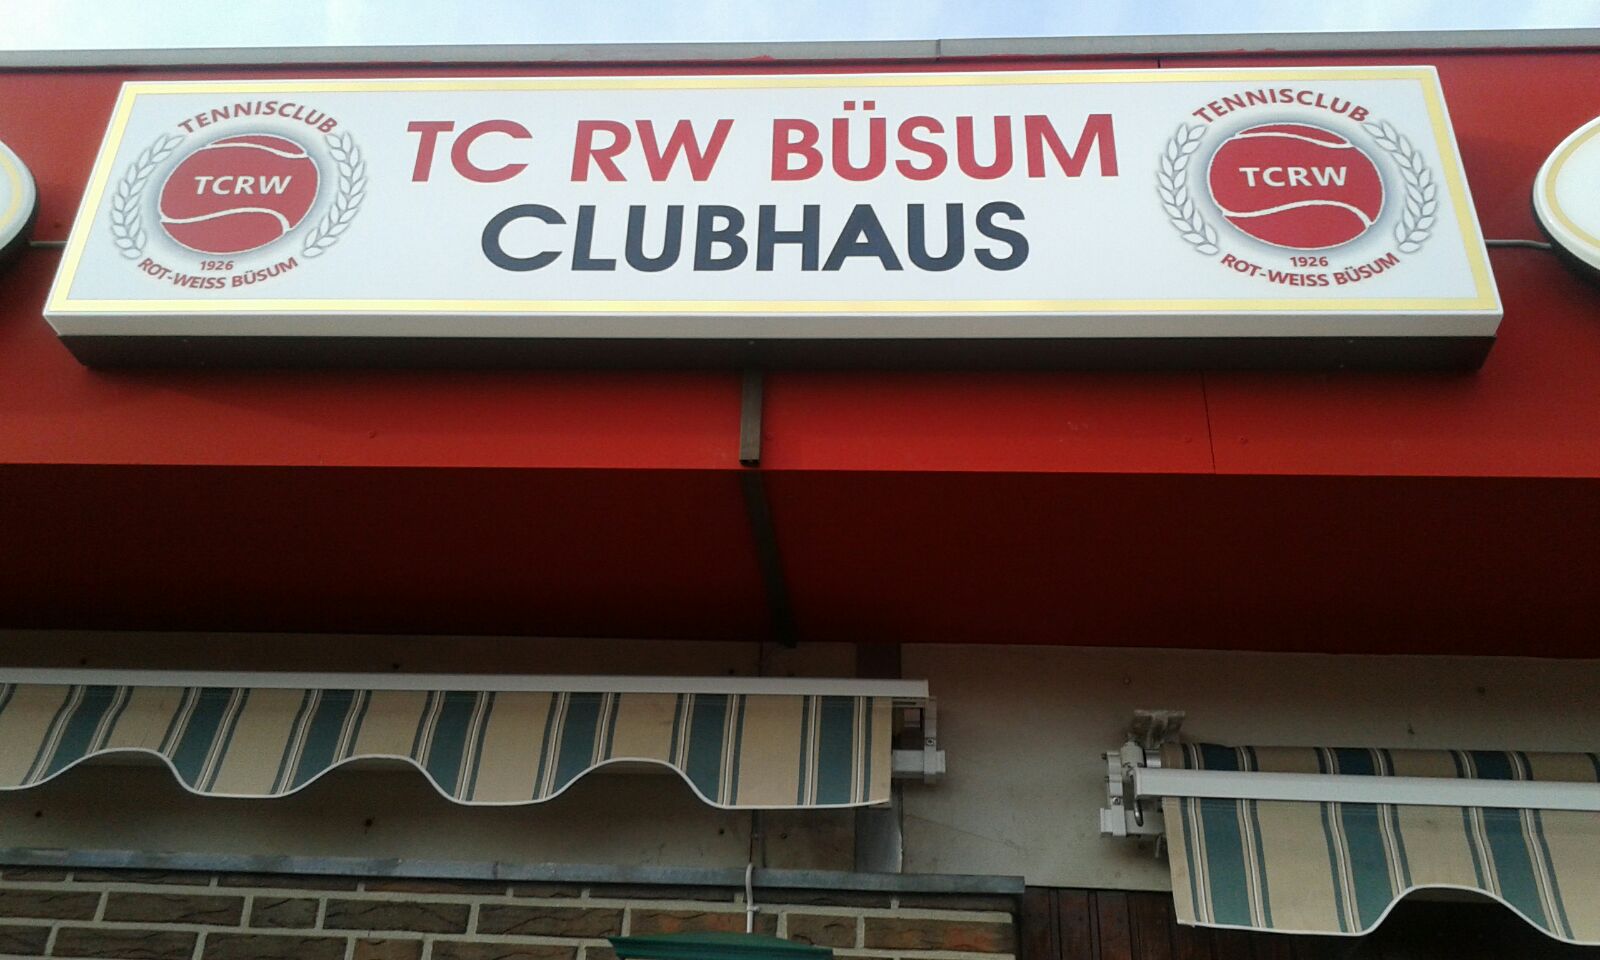 TENNISCLUB
TCRW
1926
ROT-WEISS BÜSUM
TC RW BÜSUM
CLUBHAUS
TENNISCLUB
TCRW
1926
ROT-WEISS BÜSUM